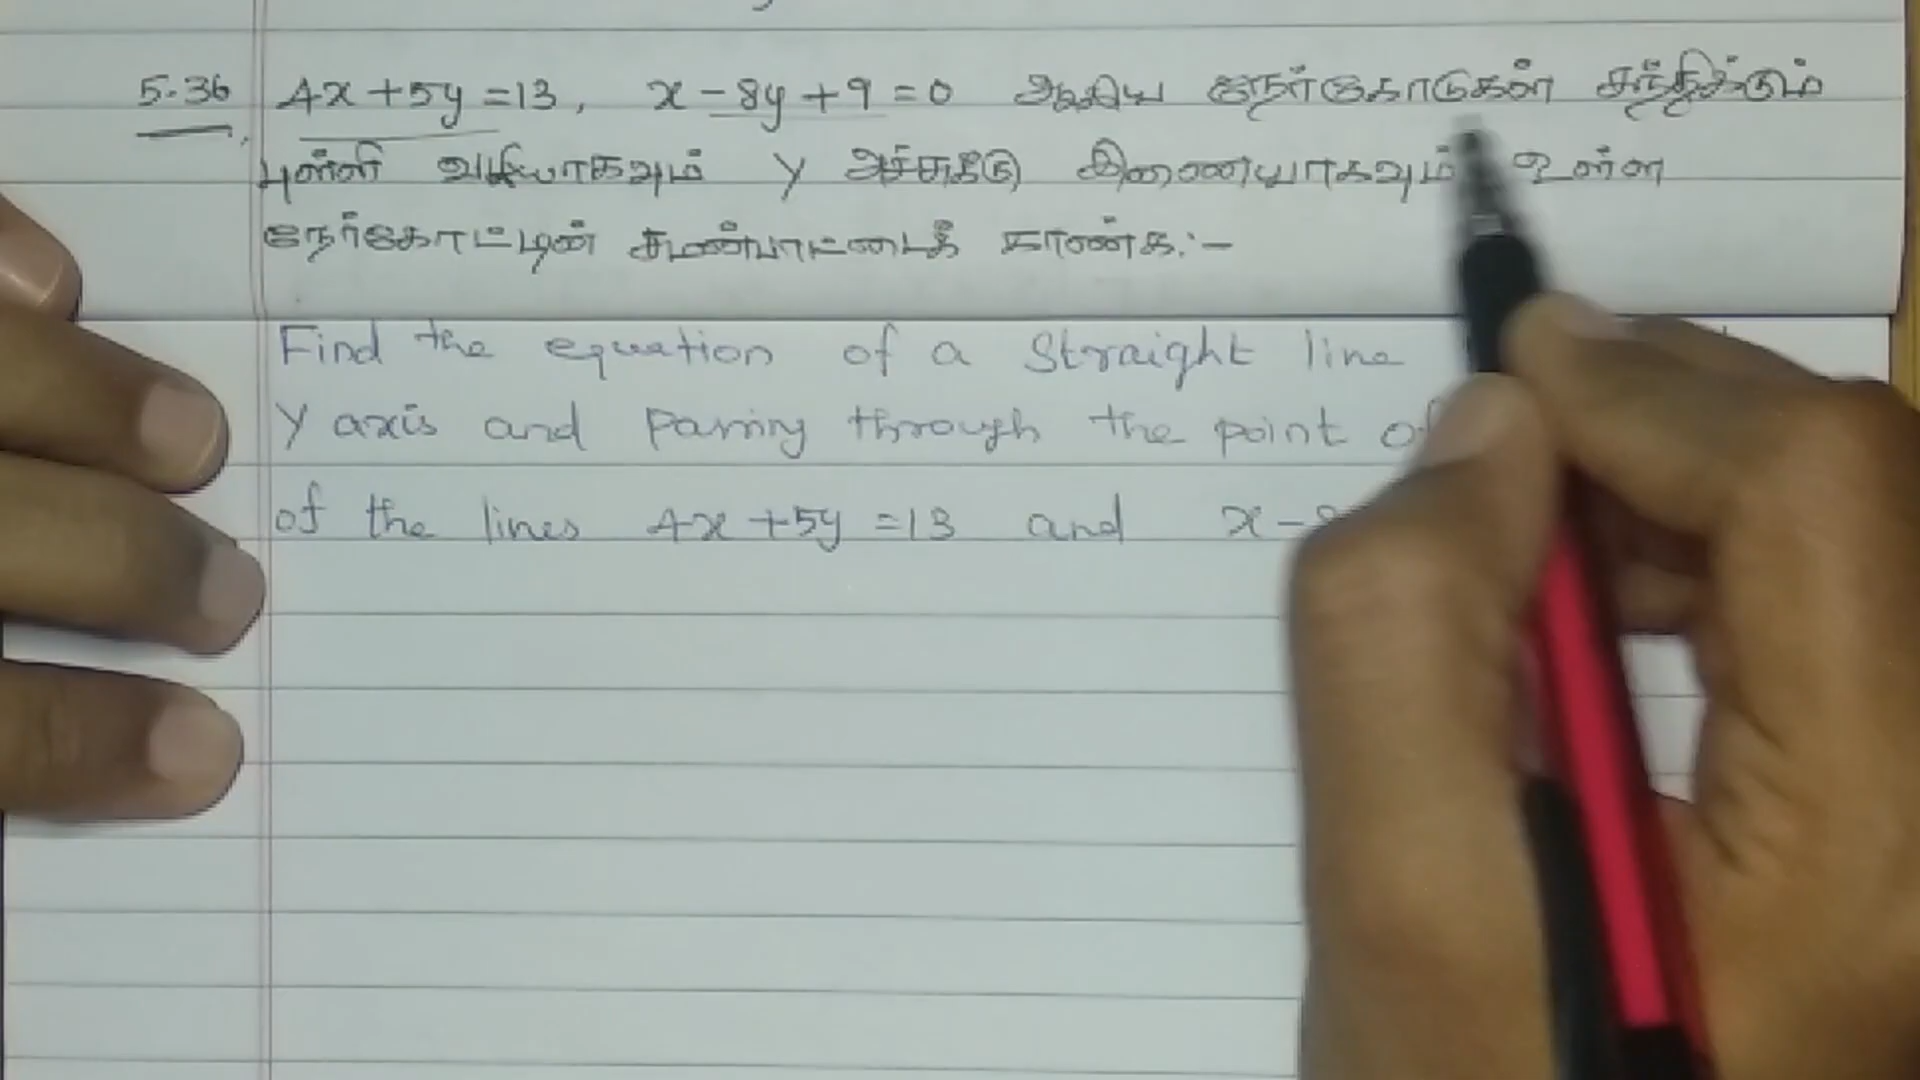 5.36 4x + 5y = 13, x - 8y + 9 = 0 ஆகிய நேர்கோடுகள் சந்திக்கும்
புள்ளி வழியாகவும் Y அச்சுக்கு இணையாகவும் உள்ள
நேர்கோட்டின் சமன்பாட்டைக் காண்க:-
Find the equation of a Straight line
Y axis and Passing through the point of
of the lines 4x + 5y = 13 and x -